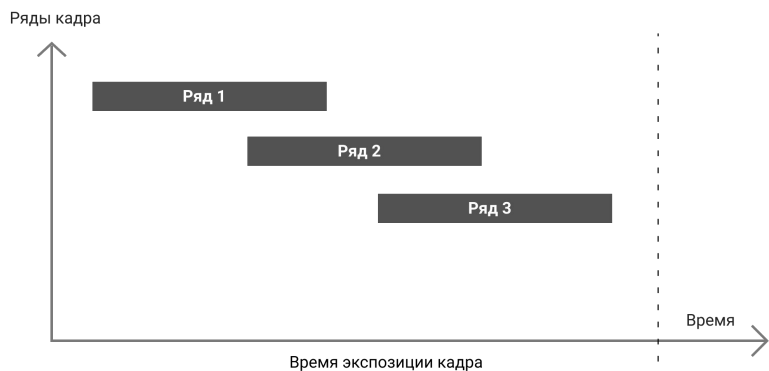 Ряды кадра
Ряд 1
Ряд 2
Ряд 3
Время
Время экспозиции кадра